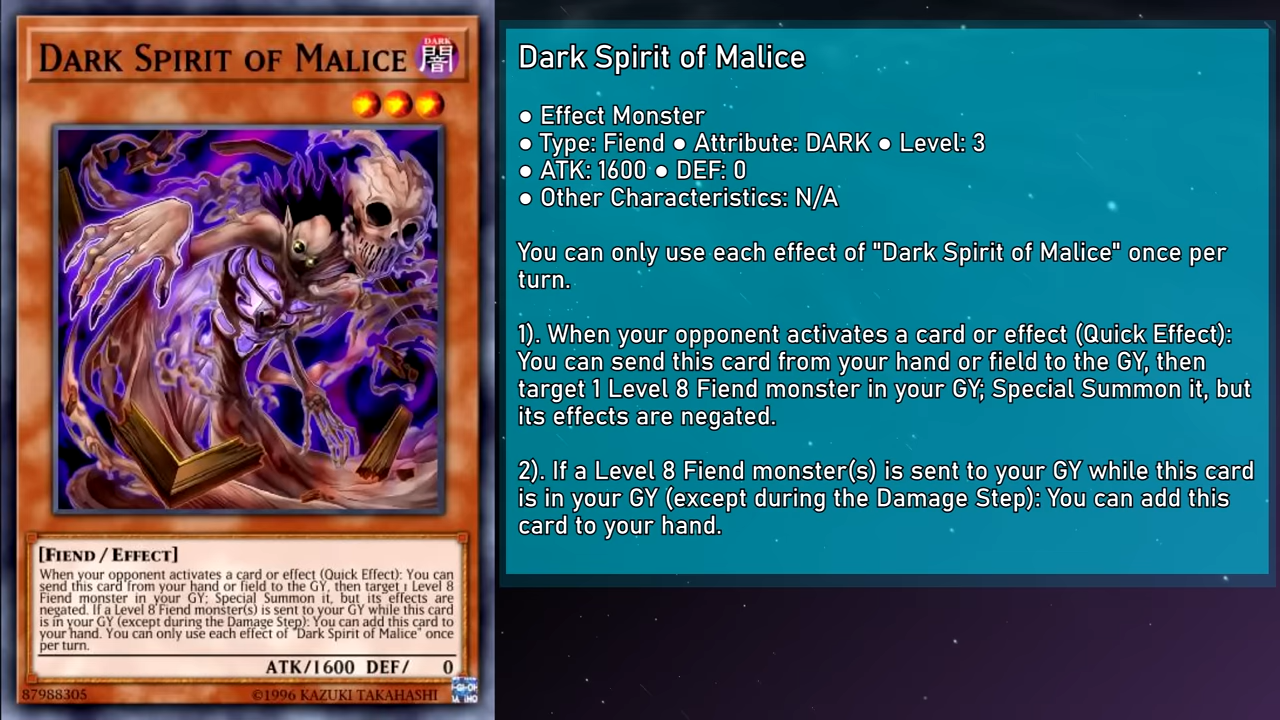 DARK SPIRIT OF MALICE
DARK
闇
[FIEND / EFFECT]
When your opponent activates a card or effect (Quick Effect): You can
send this card from your hand or field to the GY, then target 1 Level 8
Fiend monster in your GY; Special Summon it, but its effects are
negated. If a Level 8 Fiend monster(s) is sent to your GY while this card
is in your GY (except during the Damage Step): You can add this card to
your hand. You can only use each effect of "Dark Spirit of Malice" once
per turn.
ATK/1600 DEF/ 0
87988305
©1996 KAZUKI TAKAHASHI
Dark Spirit of Malice
● Effect Monster
● Type: Fiend ● Attribute: DARK ● Level: 3
● ATK: 1600 ● DEF: 0
● Other Characteristics: N/A
You can only use each effect of "Dark Spirit of Malice" once per
turn.
1). When your opponent activates a card or effect (Quick Effect):
You can send this card from your hand or field to the GY, then
target 1 Level 8 Fiend monster in your GY; Special Summon it, but
its effects are negated.
2). If a Level 8 Fiend monster(s) is sent to your GY while this card
is in your GY (except during the Damage Step): You can add this
card to your hand.